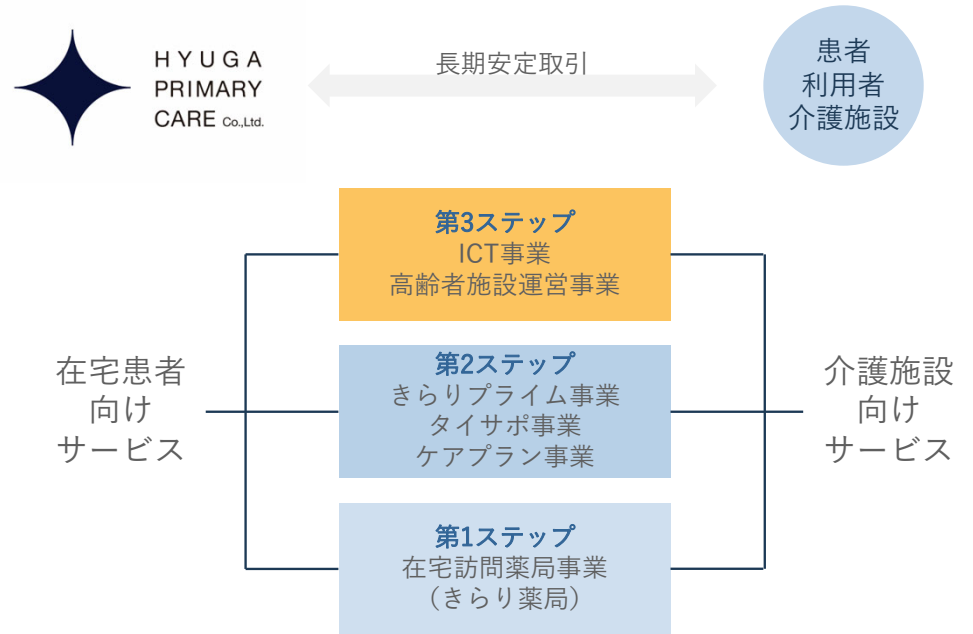 HYUGA
PRIMARY
CARE Co.,Ltd.
長期安定取引
患者
利用者
介護施設
第3ステップ
ICT事業
高齢者施設運営事業
在宅患者
向け
サービス
第2ステップ
きらりプライム事業
タイサポ事業
ケアプラン事業
介護施設
向け
サービス
第1ステップ
在宅訪問薬局事業
（きらり薬局）